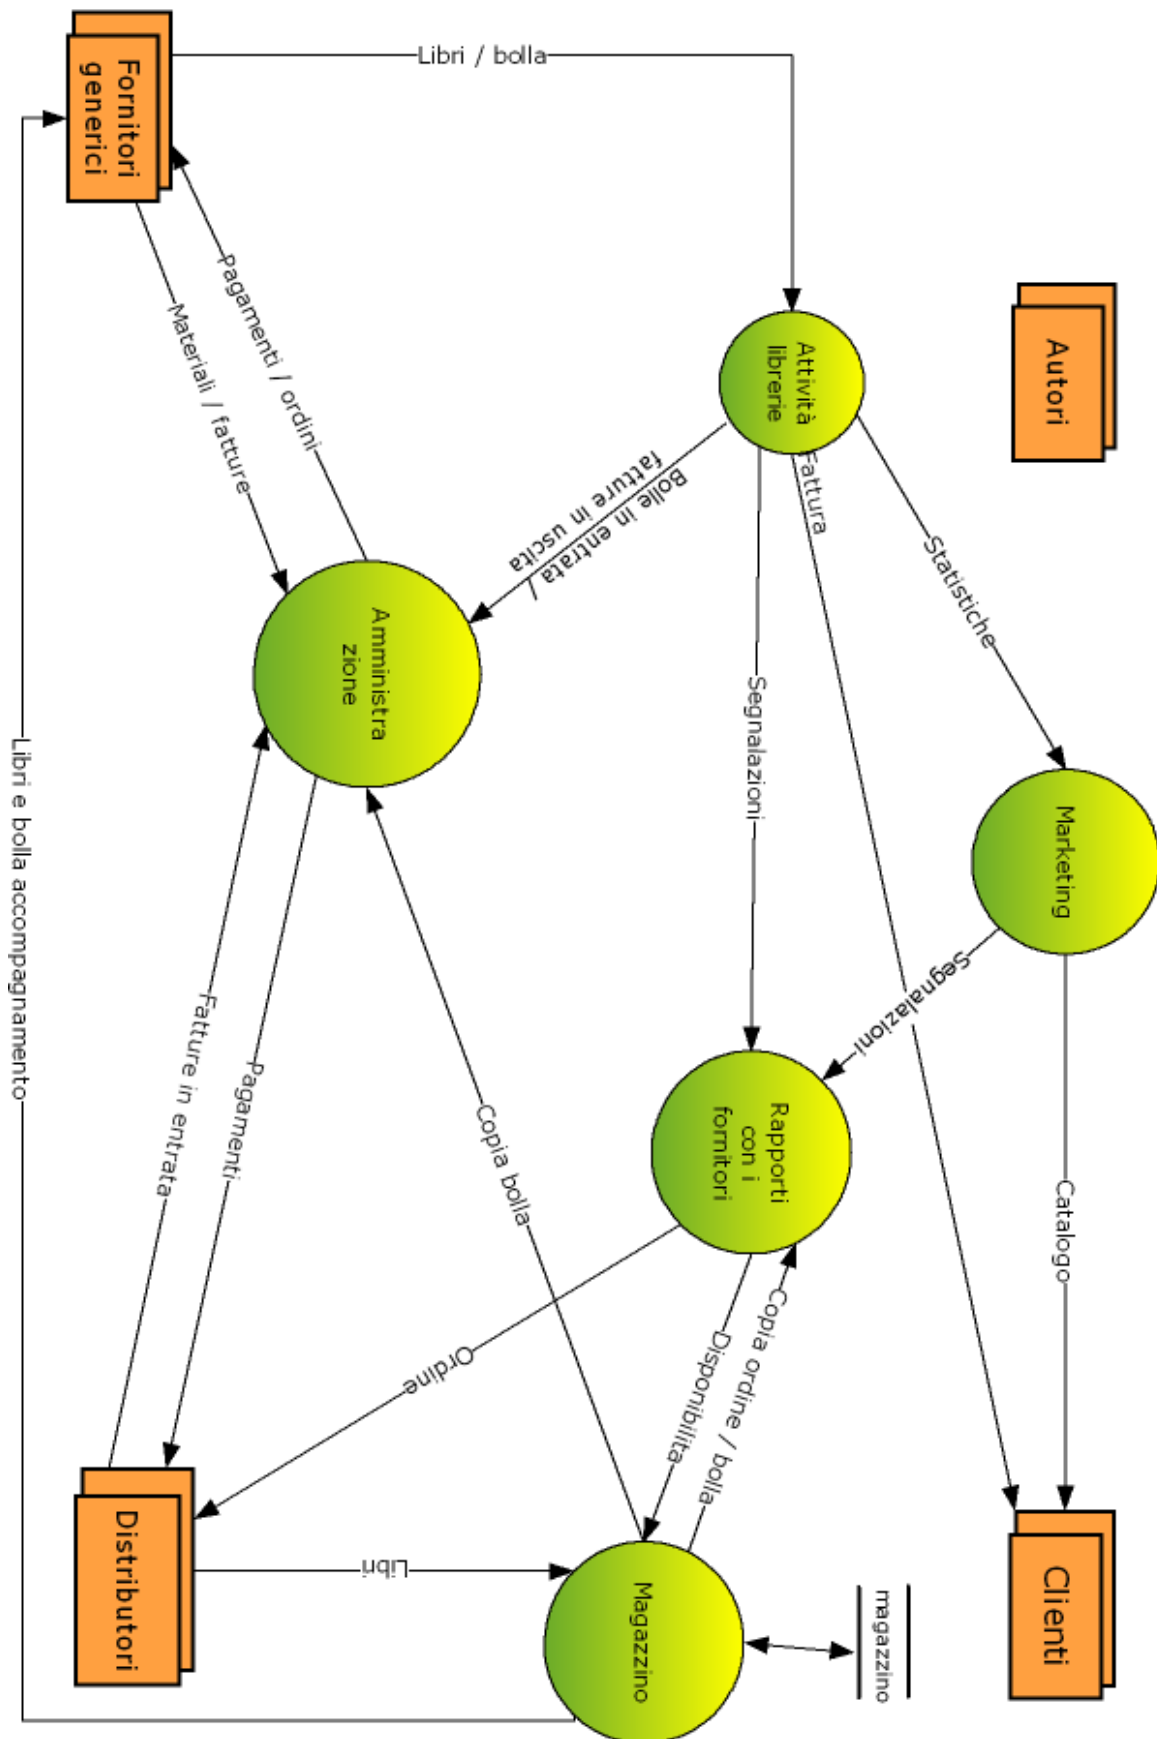 Libri / bolla
Fornitori
generici
Autori
Attività
librerie
Pagamenti / ordini
Materiali / fatture
Fattura
Bolle in entrata /
fatture in uscita
Statistiche
Amministra
zione
Segnalazioni
Marketing
Libri e bolla accompagnamento
Segnalazioni
Fatture in entrata
Pagamenti
Copia bolla
Rapporti
con i
fornitori
Catalogo
Ordine
Disponibilita
Copia ordine / bolla
Distributori
Libri
Magazzino
magazzino
Clienti